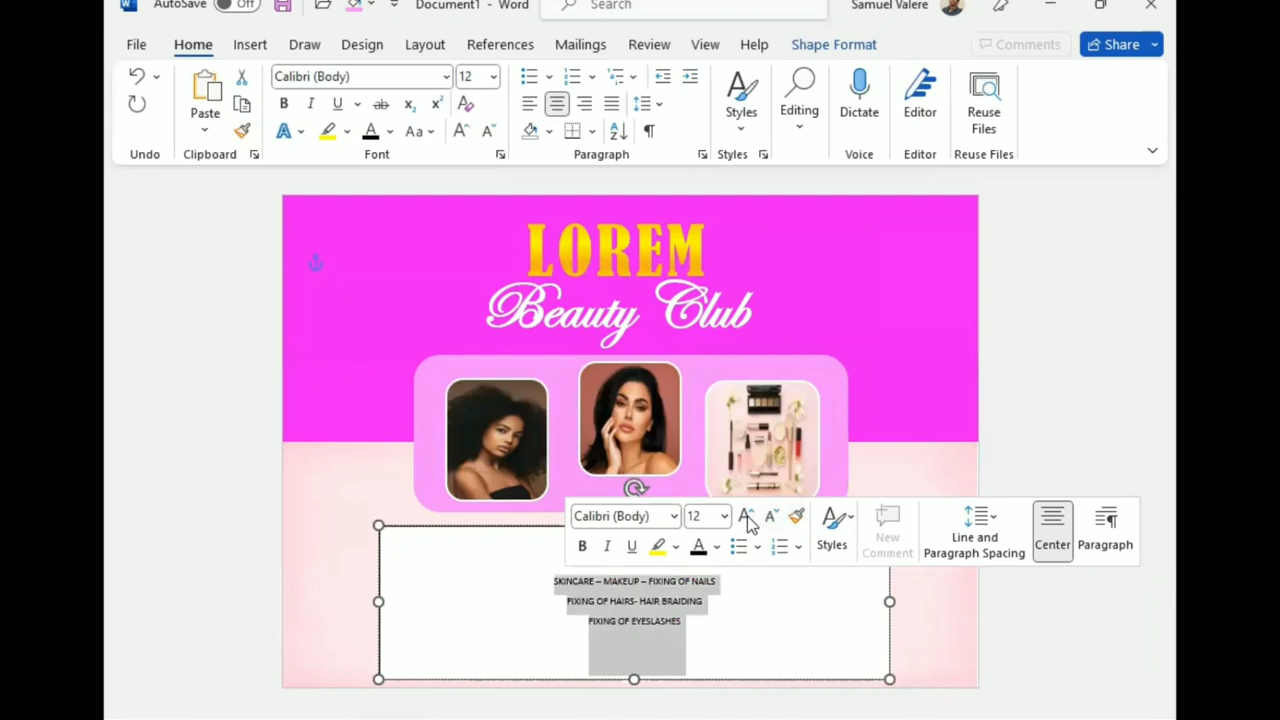 AutoSave Off Document1 - Word Search Samuel Valere
File Home Insert Draw Design Layout References Mailings Review View Help Shape Format Comments Share
Calibri (Body) 12
Paste Styles Editing Dictate Editor Reuse Files
Undo Clipboard Font Paragraph Styles Voice Editor Reuse Files
LOREM
Beauty Club
Calibri (Body) 12
Styles New Comment Line and Paragraph Spacing Center Paragraph
SKINCARE – MAKEUP – FIXING OF NAILS
FIXING OF HAIRS- HAIR BRAIDING
FIXING OF EYESLASHES